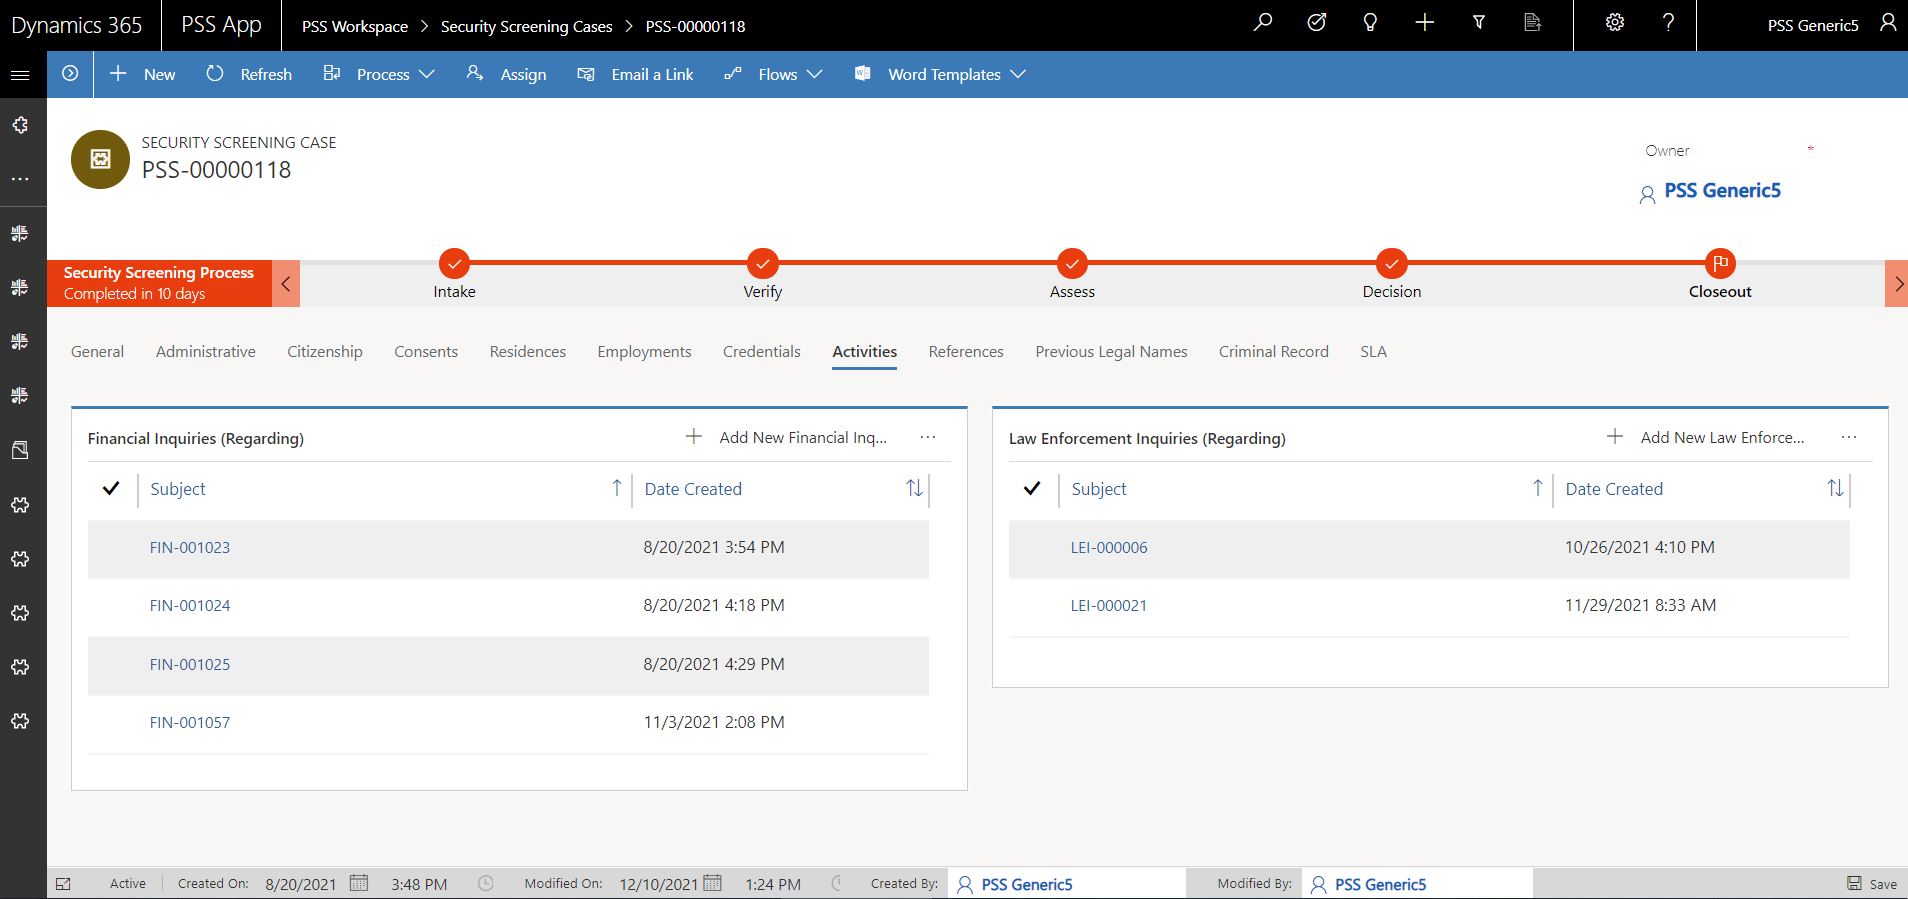 Dynamics 365 PSS App PSS Workspace > Security Screening Cases > PSS-00000118 PSS Generic5
New Refresh Process Assign Email a Link Flows Word Templates
SECURITY SCREENING CASE
PSS-00000118
Owner *
PSS Generic5
Security Screening Process
Completed in 10 days
Intake Verify Assess Decision Closeout
General Administrative Citizenship Consents Residences Employments Credentials Activities References Previous Legal Names Criminal Record SLA
Financial Inquiries (Regarding) Add New Financial Inq... ...
Subject Date Created
FIN-001023 8/20/2021 3:54 PM
FIN-001024 8/20/2021 4:18 PM
FIN-001025 8/20/2021 4:29 PM
FIN-001057 11/3/2021 2:08 PM
Law Enforcement Inquiries (Regarding) Add New Law Enforce... ...
Subject Date Created
LEI-000006 10/26/2021 4:10 PM
LEI-000021 11/29/2021 8:33 AM
Active Created On: 8/20/2021 3:48 PM Modified On: 12/10/2021 1:24 PM Created By: PSS Generic5 Modified By: PSS Generic5 Save